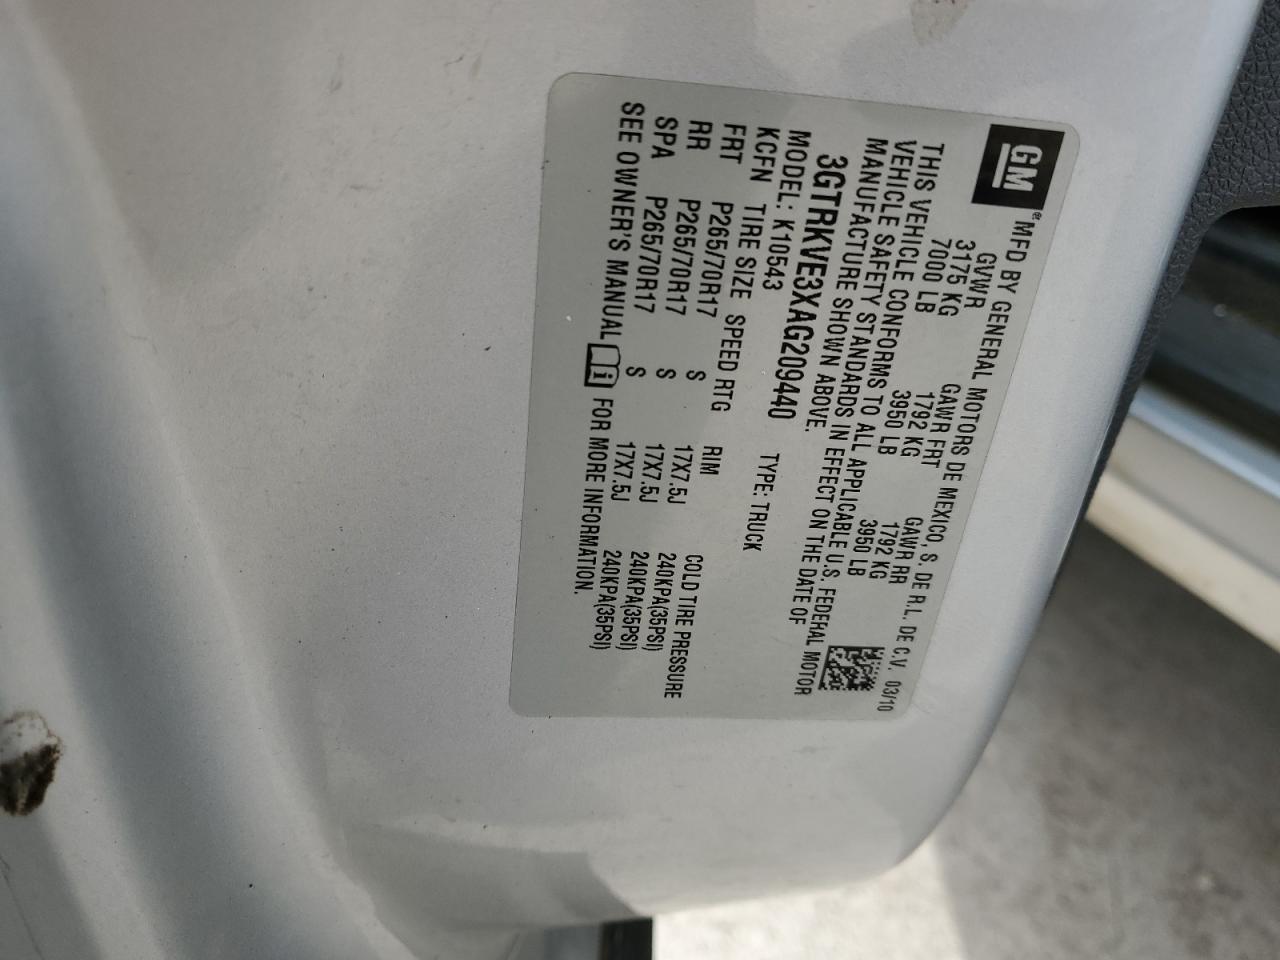 GM® MFD BY GENERAL MOTORS DE MEXICO, S. DE R.L. DE C.V. 03/10
GVWR GAWR FRT GAWR RR
3175 KG 1792 KG 1792 KG
7000 LB 3950 LB 3950 LB
THIS VEHICLE CONFORMS TO ALL APPLICABLE U.S. FEDERAL MOTOR
VEHICLE SAFETY STANDARDS IN EFFECT ON THE DATE OF
MANUFACTURE SHOWN ABOVE.
3GTRKVE3XAG209440 TYPE: TRUCK
MODEL: K10543
KCFN TIRE SIZE SPEED RTG RIM COLD TIRE PRESSURE
FRT P265/70R17 S 17X7.5J 240KPA(35PSI)
RR P265/70R17 S 17X7.5J 240KPA(35PSI)
SPA P265/70R17 S 17X7.5J 240KPA(35PSI)
SEE OWNER'S MANUAL i FOR MORE INFORMATION.